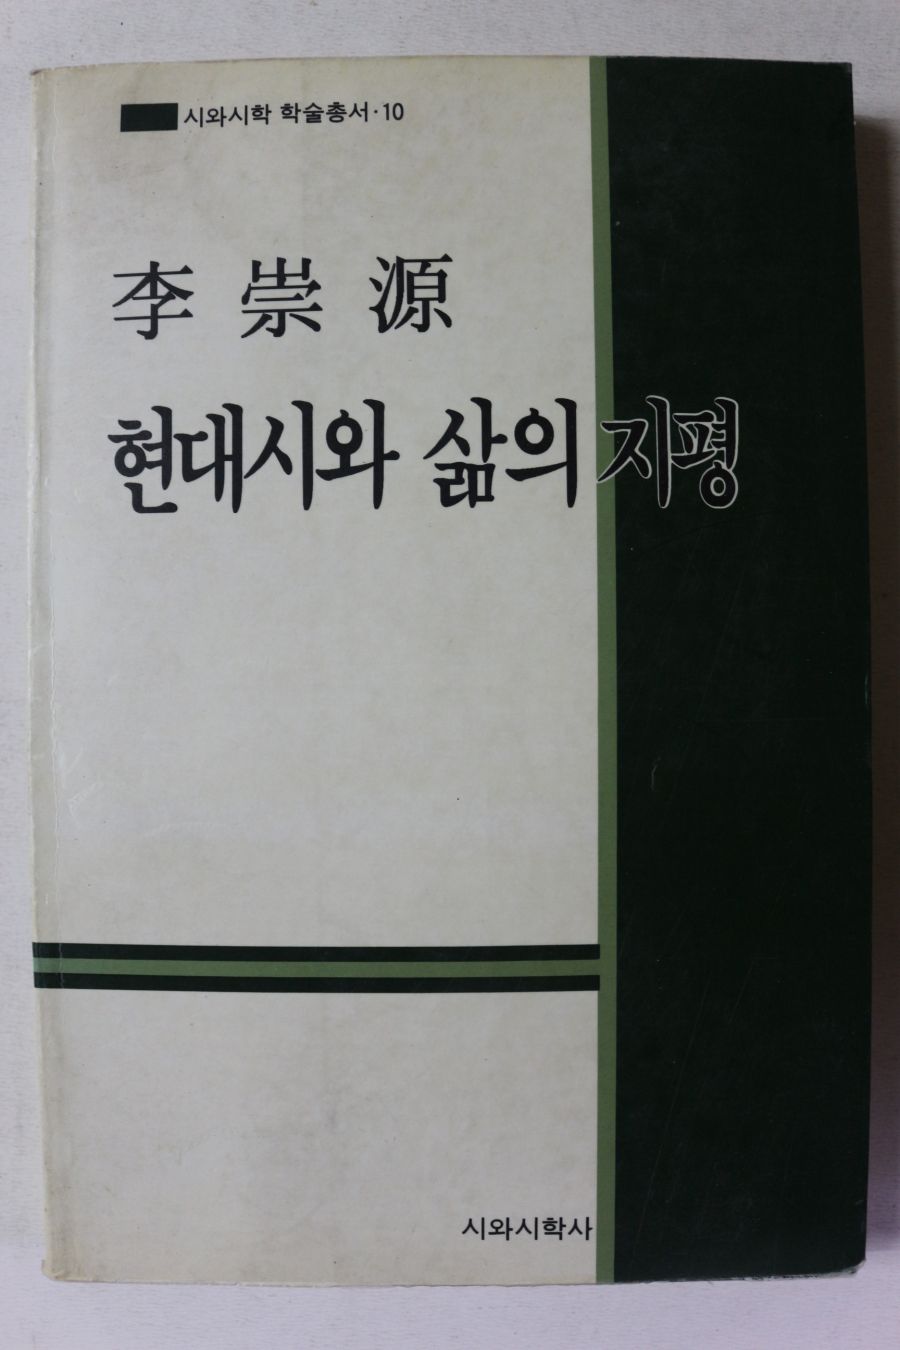 시와시학 학술총서·10
李崇源
현대시와 삶의 지평
시와시학사